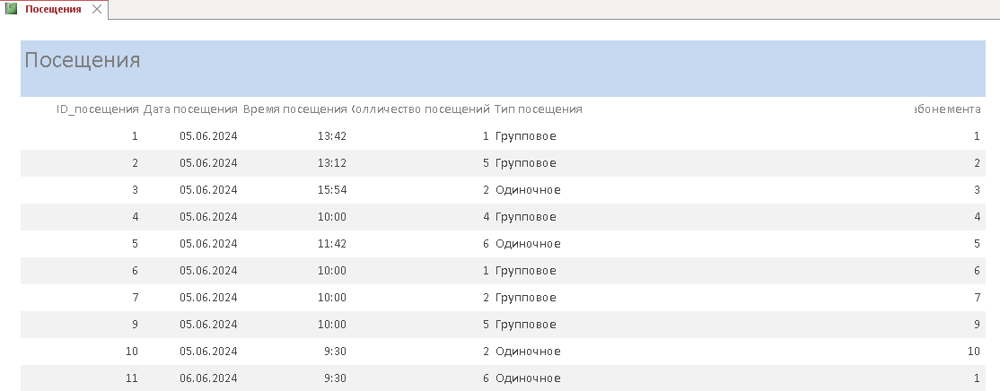 Посещения
Посещения
ID_посещения Дата посещения Время посещения Колличество посещений Тип посещения абонемента
1 05.06.2024 13:42 1 Групповое 1
2 05.06.2024 13:12 5 Групповое 2
3 05.06.2024 15:54 2 Одиночное 3
4 05.06.2024 10:00 4 Групповое 4
5 05.06.2024 11:42 6 Одиночное 5
6 05.06.2024 10:00 1 Групповое 6
7 05.06.2024 10:00 2 Групповое 7
9 05.06.2024 10:00 5 Групповое 9
10 05.06.2024 9:30 2 Одиночное 10
11 06.06.2024 9:30 6 Одиночное 1